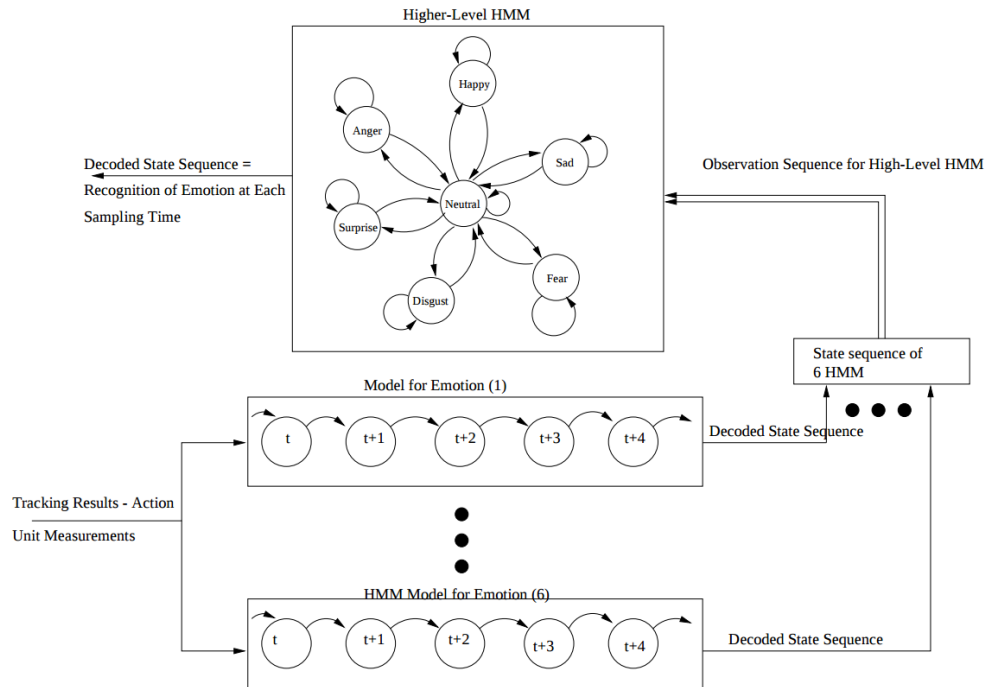 Higher-Level HMM
Happy
Anger
Sad
Decoded State Sequence =
Recognition of Emotion at Each
Sampling Time
Observation Sequence for High-Level HMM
Neutral
Surprise
Fear
Disgust
State sequence of
6 HMM
Model for Emotion (1)
t
t+1
t+2
t+3
t+4
Decoded State Sequence
Tracking Results - Action
Unit Measurements
HMM Model for Emotion (6)
t
t+1
t+2
t+3
t+4
Decoded State Sequence